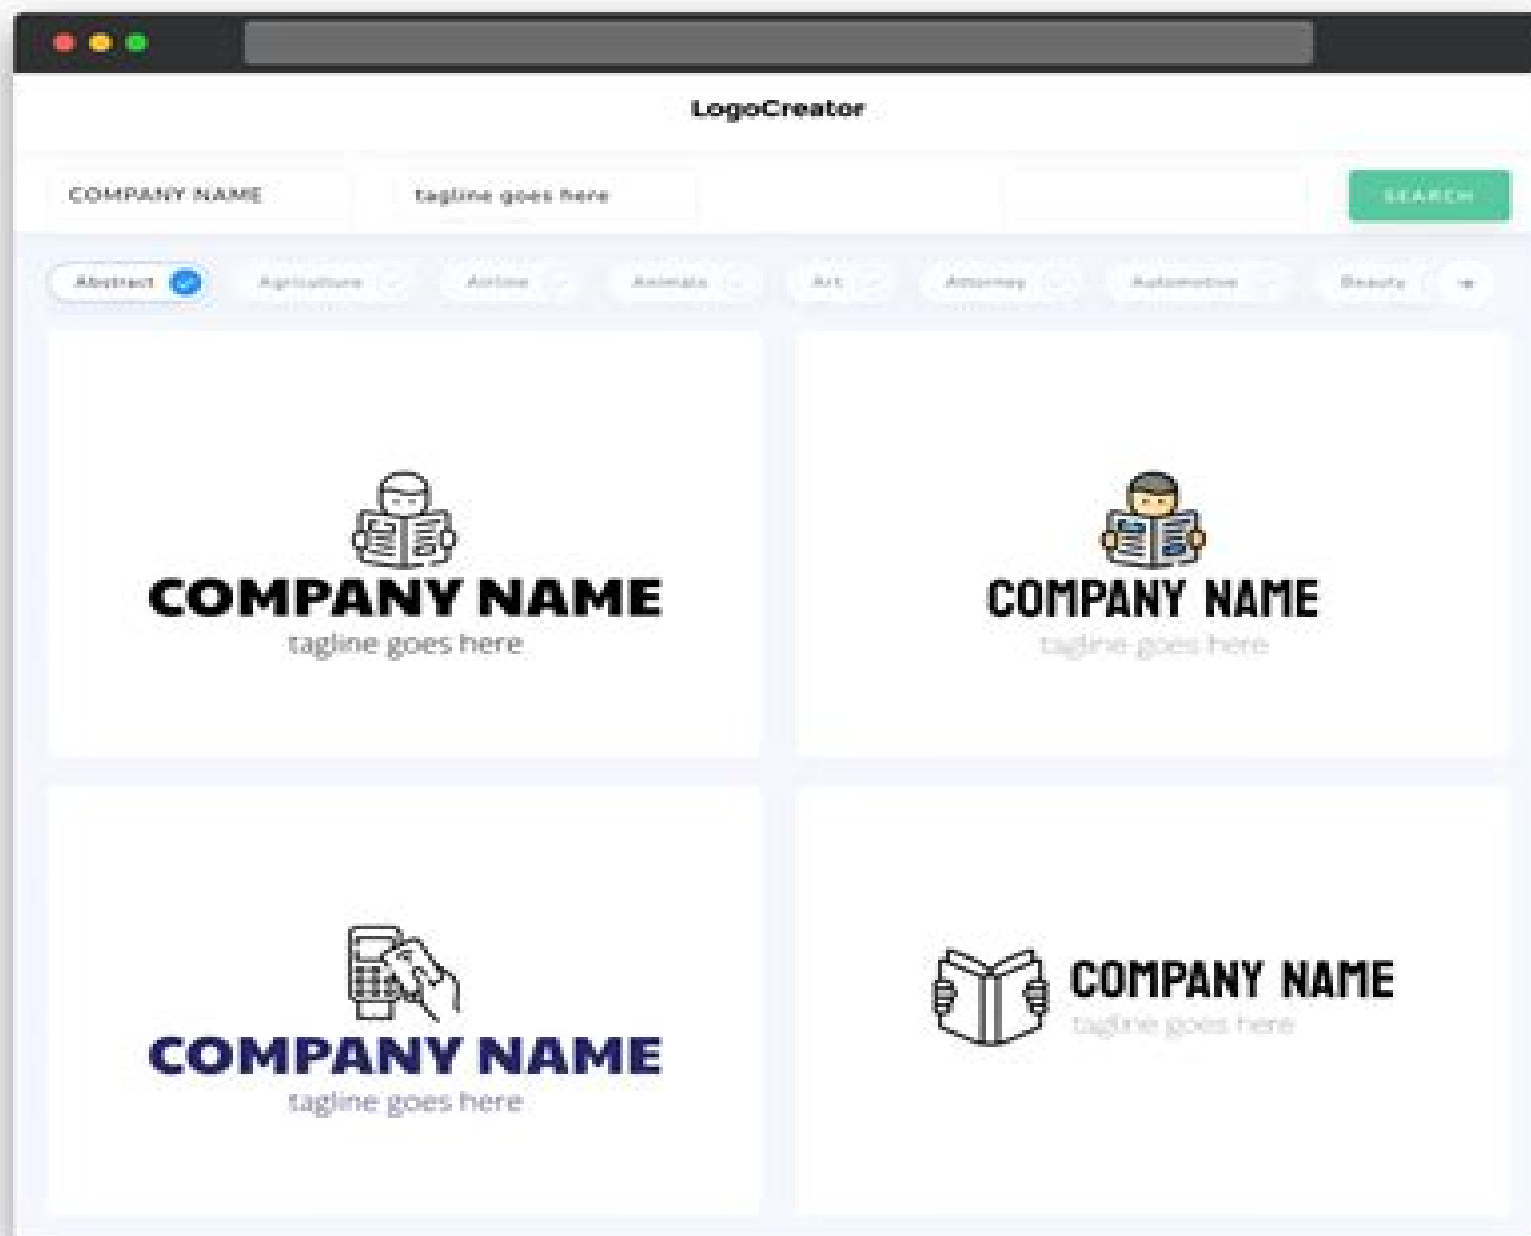 LogoCreator
COMPANY NAME
tagline goes here
SEARCH
Abstract
Agriculture
Airline
Animals
Art
Attorney
Automotive
Beauty
COMPANY NAME
tagline goes here
COMPANY NAME
tagline goes here
COMPANY NAME
tagline goes here
COMPANY NAME
tagline goes here